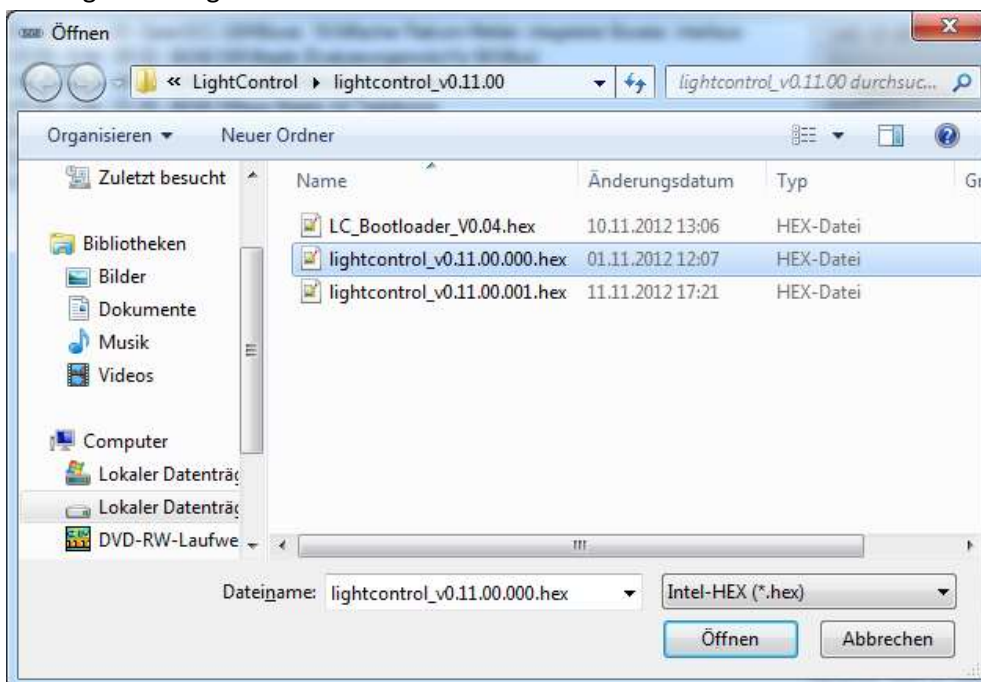 Öffnen
« LightControl ▸ lightcontrol_v0.11.00
lightcontrol_v0.11.00 durchsuc...
Organisieren
Neuer Ordner
Zuletzt besucht
Bibliotheken
Bilder
Dokumente
Musik
Videos
Computer
Lokaler Datenträg
Lokaler Datenträg
DVD-RW-Laufwe
Name Änderungsdatum Typ Gr
LC_Bootloader_V0.04.hex 10.11.2012 13:06 HEX-Datei
lightcontrol_v0.11.00.000.hex 01.11.2012 12:07 HEX-Datei
lightcontrol_v0.11.00.001.hex 11.11.2012 17:21 HEX-Datei
Dateiname: lightcontrol_v0.11.00.000.hex
Intel-HEX (*.hex)
Öffnen Abbrechen